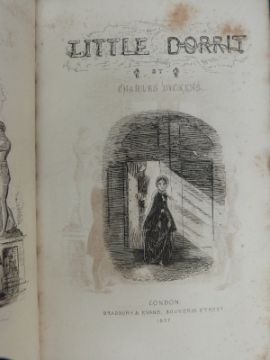 LITTLE DORRIT
BY
CHARLES DICKENS.
LONDON
BRADBURY & EVANS, BOUVERIE STREET.
1857.